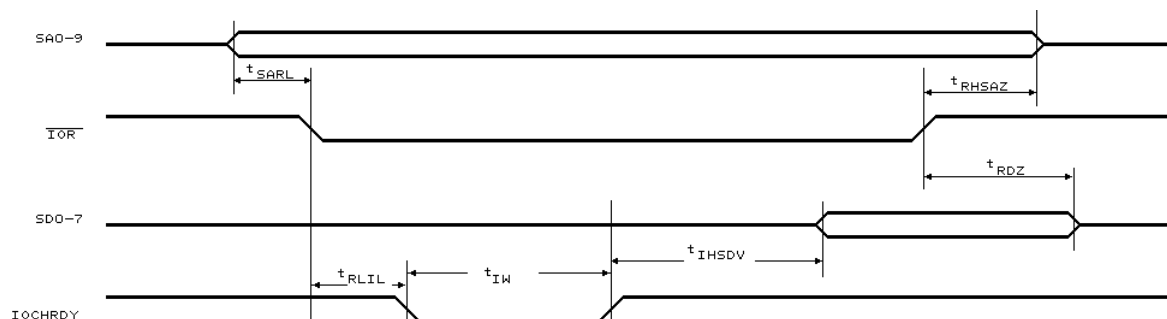 SA0-9
tSARL
tRHSAZ
IOR
tRDZ
SD0-7
tIHSDV
tRLIL
tIW
IOCHRDY